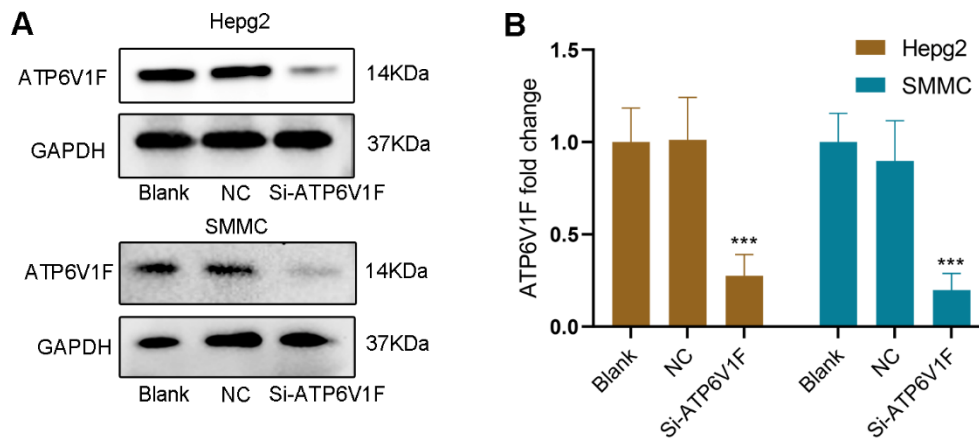 A
Hepg2
ATP6V1F
14KDa
GAPDH
37KDa
Blank NC Si-ATP6V1F
SMMC
ATP6V1F
14KDa
GAPDH
37KDa
Blank NC Si-ATP6V1F
B
ATP6V1F fold change
1.5
1.0
0.5
0.0
Hepg2
SMMC
***
***
Blank
NC
Si-ATP6V1F
Blank
NC
Si-ATP6V1F